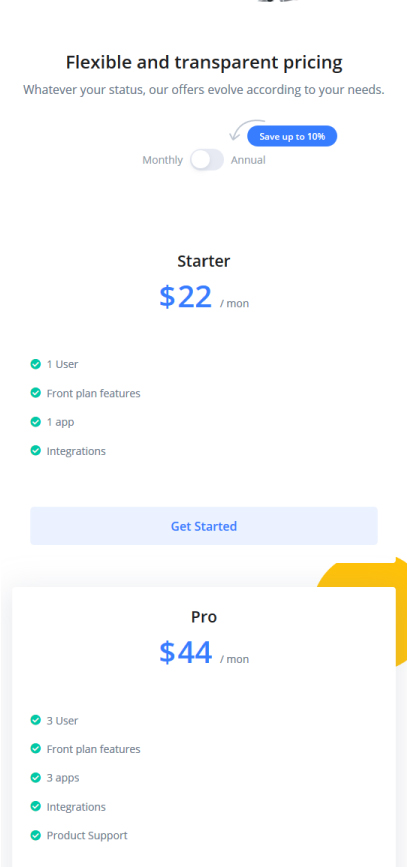 Flexible and transparent pricing
Whatever your status, our offers evolve according to your needs.
Save up to 10%
Monthly Annual
Starter
$22 / mon
1 User
Front plan features
1 app
Integrations
Get Started
Pro
$44 / mon
3 User
Front plan features
3 apps
Integrations
Product Support